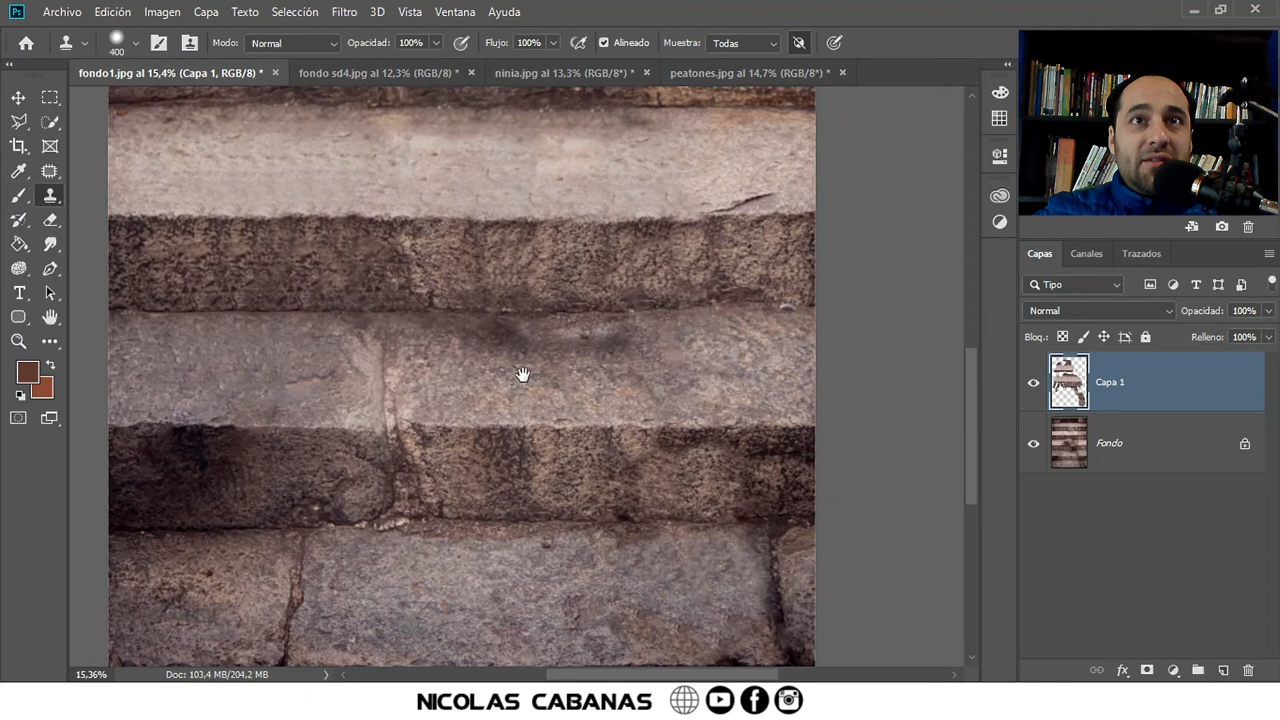 Ps Archivo Edición Imagen Capa Texto Selección Filtro 3D Vista Ventana Ayuda
400 Modo: Normal Opacidad: 100% Flujo: 100% Alineado Muestra: Todas
fondo1.jpg al 15,4% (Capa 1, RGB/8) * fondo sd4.jpg al 12,3% (RGB/8) * ninia.jpg al 13,3% (RGB/8*) * peatones.jpg al 14,7% (RGB/8*) *
Capas Canales Trazados
Tipo
Normal Opacidad: 100%
Bloq.: Relleno: 100%
Capa 1
Fondo
15,36% Doc: 103,4 MB/204,2 MB
NICOLAS CABANAS